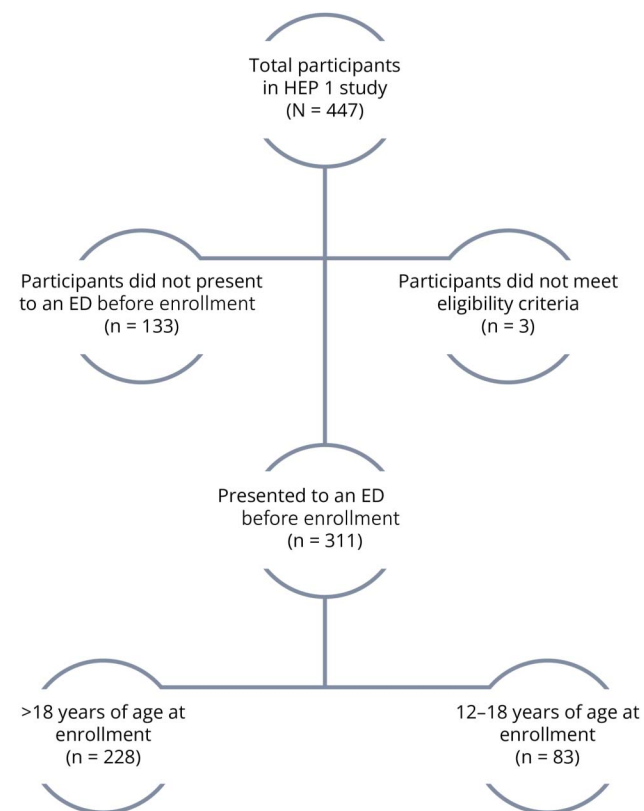 Total participants
in HEP 1 study
(N = 447)
Participants did not present
to an ED before enrollment
(n = 133)
Participants did not meet
eligibility criteria
(n = 3)
Presented to an ED
before enrollment
(n = 311)
>18 years of age at
enrollment
(n = 228)
12–18 years of age at
enrollment
(n = 83)